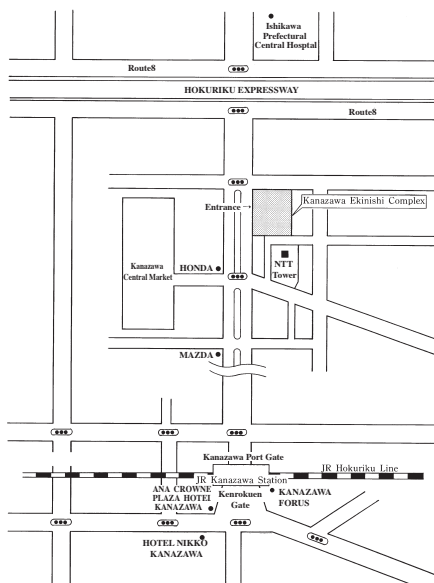 Ishikawa
Prefectural
Central Hosptal
Route8
HOKURIKU EXPRESSWAY
Route8
Entrance →
Kanazawa Ekinishi Complex
Kanazawa
Central Market
HONDA
NTT
Tower
MAZDA
Kanazawa Port Gate
JR Hokuriku Line
JR Kanazawa Station
ANA CROWNE
PLAZA HOTEl
KANAZAWA
Kenrokuen
Gate
KANAZAWA
FORUS
HOTEL NIKKO
KANAZAWA